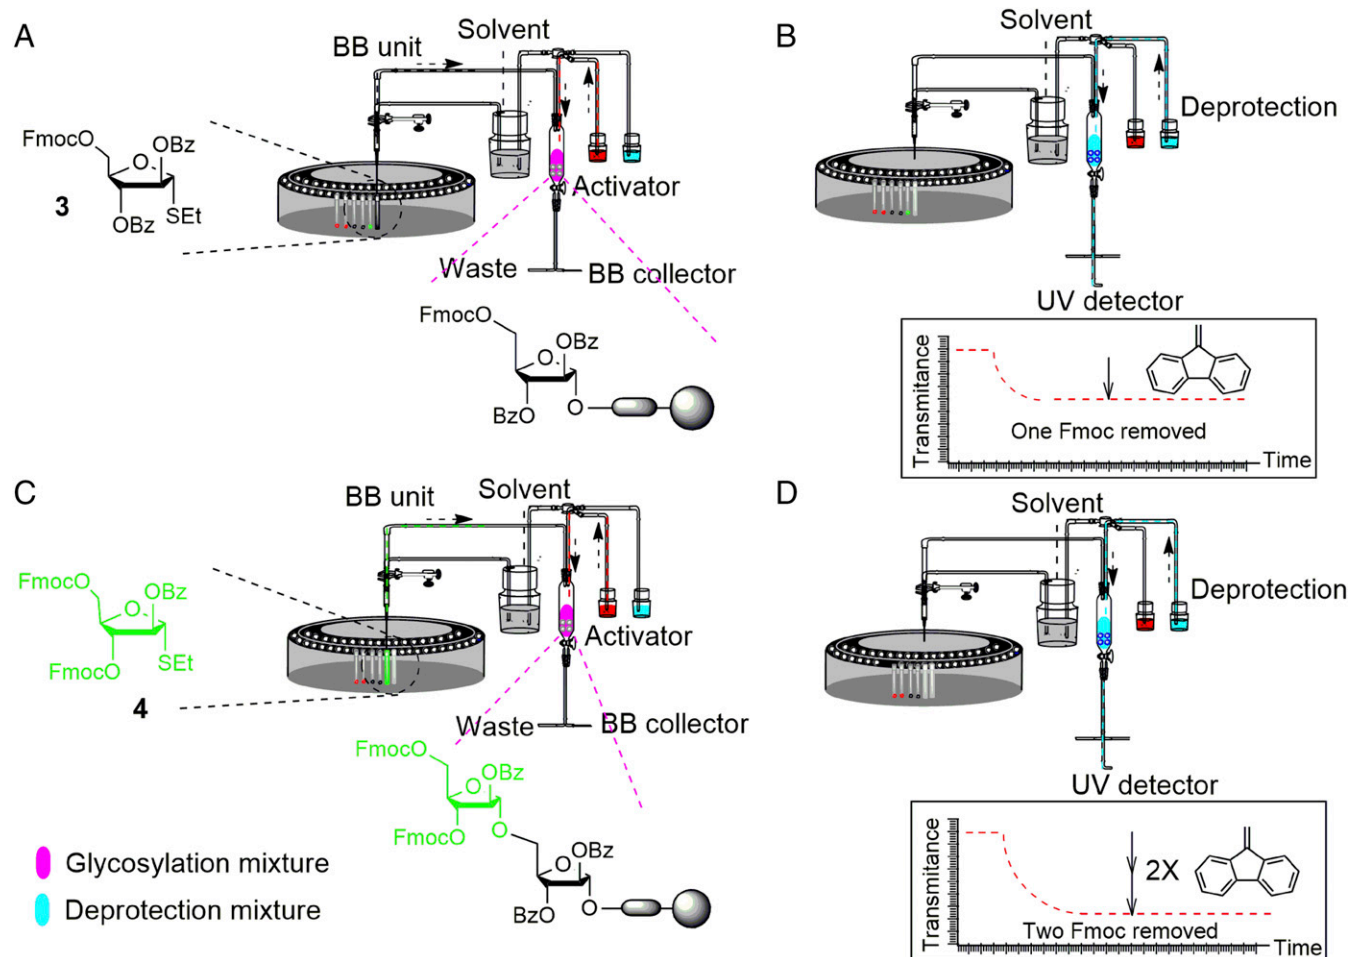 A
BB unit
Solvent
FmocO
O
OBz
3
OBz
SEt
Activator
Waste
BB collector
FmocO
O
OBz
BzO
O
B
Solvent
Deprotection
UV detector
Transmitance
One Fmoc removed
Time
C
BB unit
Solvent
FmocO
O
OBz
FmocO
SEt
4
Activator
Waste
BB collector
FmocO
O
OBz
FmocO
O
O
OBz
BzO
O
Glycosylation mixture
Deprotection mixture
D
Solvent
Deprotection
UV detector
Transmitance
2X
Two Fmoc removed
Time